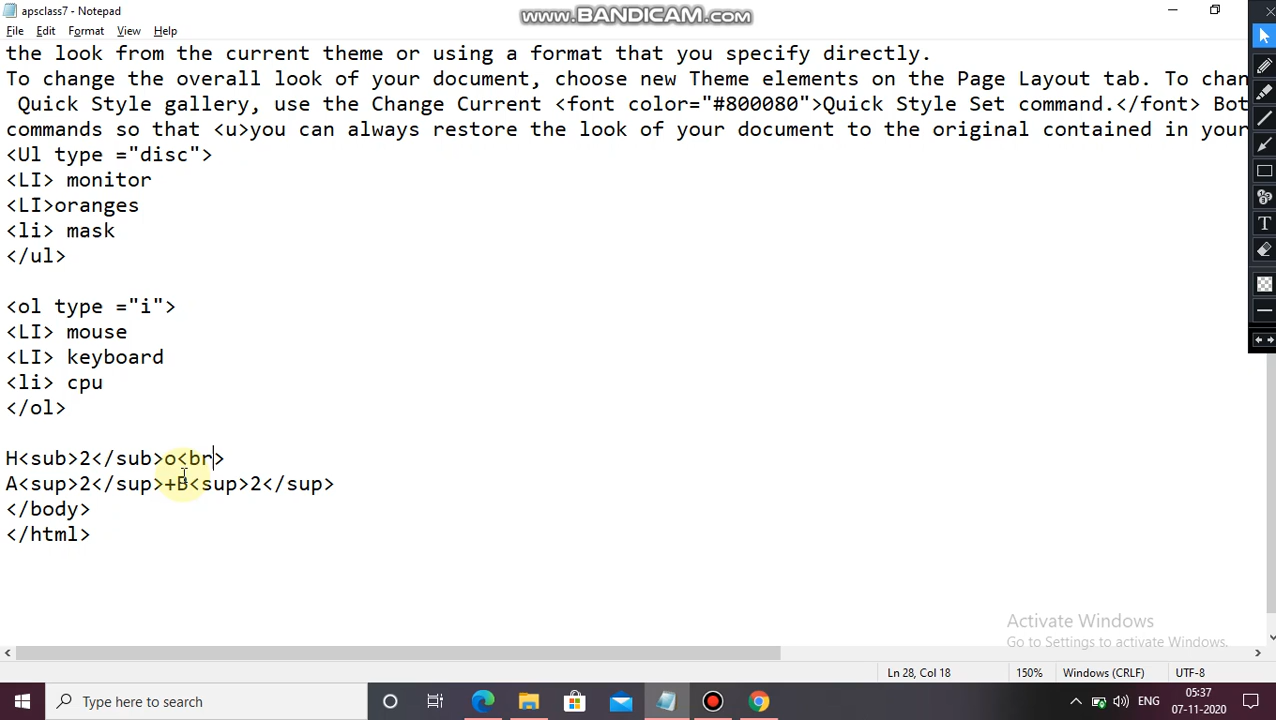 apsclass7 - Notepad
www.BANDICAM.com
File Edit Format View Help
the look from the current theme or using a format that you specify directly.
To change the overall look of your document, choose new Theme elements on the Page Layout tab. To chan
Quick Style gallery, use the Change Current <font color="#800080">Quick Style Set command.</font> Bot
commands so that <u>you can always restore the look of your document to the original contained in your
<Ul type ="disc">
<LI> monitor
<LI>oranges
<li> mask
</ul>
<ol type ="i">
<LI> mouse
<LI> keyboard
<li> cpu
</ol>
H<sub>2</sub>o<br>
A<sup>2</sup>+B<sup>2</sup>
</body>
</html>
Activate Windows
Go to Settings to activate Windows.
Ln 28, Col 18 150% Windows (CRLF) UTF-8
Type here to search
ENG
05:37
07-11-2020